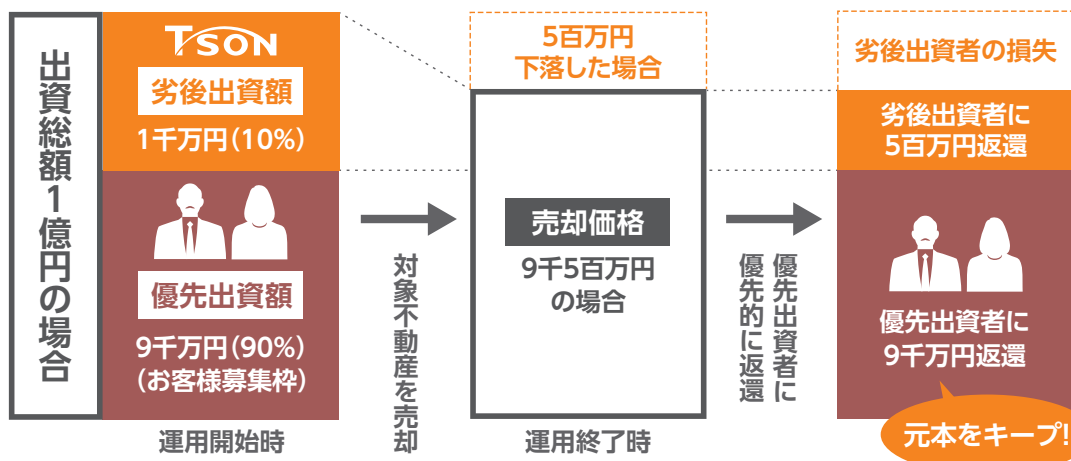 出資総額1億円の場合
TSON
劣後出資額
1千万円(10%)
優先出資額
9千万円(90%)
(お客様募集枠)
運用開始時
対象不動産を売却
5百万円
下落した場合
売却価格
9千5百万円
の場合
運用終了時
優先出資者に
優先的に返還
劣後出資者の損失
劣後出資者に
5百万円返還
優先出資者に
9千万円返還
元本をキープ!